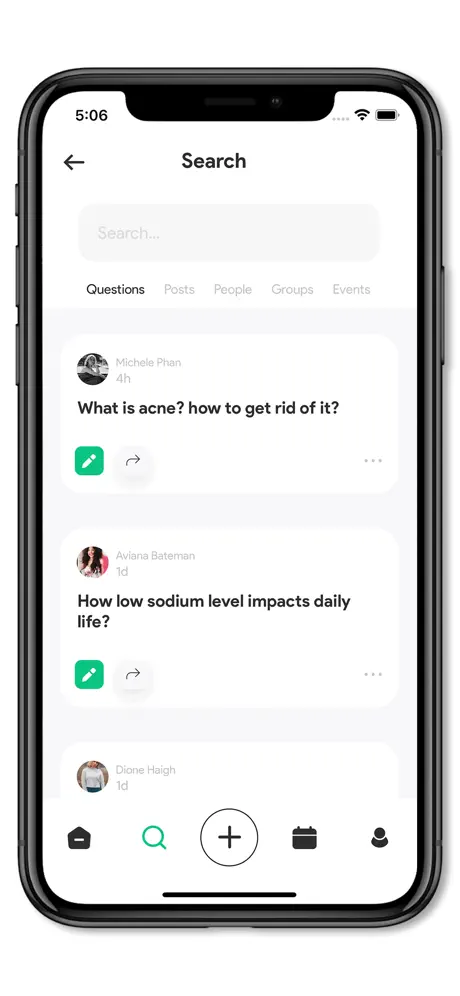 5:06
Search
Search...
Questions Posts People Groups Events
Michele Phan
4h
What is acne? how to get rid of it?
Aviana Bateman
1d
How low sodium level impacts daily
life?
Dione Haigh
1d